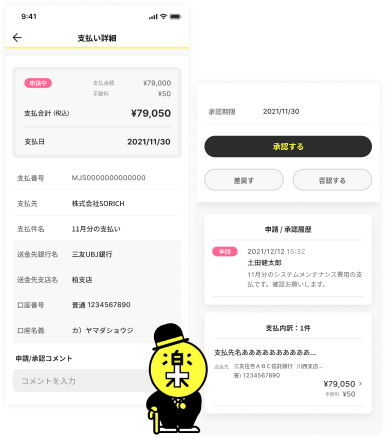 9:41
支払い詳細
申請中
支払金額 ¥79,000
手数料 ¥50
支払合計 (税込) ¥79,050
支払日 2021/11/30
支払番号 MJS0000000000000
支払先 株式会社SORICH
支払件名 11月分の支払い
送金先銀行名 三友UBJ銀行
送金先支店名 柏支店
口座番号 普通 1234567890
口座名義 カ）ヤマダショウジ
申請/承認コメント
コメントを入力
楽
承認期限 2021/11/30
承認する
差戻す 否認する
申請 / 承認履歴
申請 2021/12/12 15:32
土田健太郎
11月分のシステムメンテナンス費用の支
払です。確認お願いします。
支払内訳：1件
支払先名ああああああああああ...
送金先 三友住吉ＡＢＣ信託銀行 川西支店...
普) 1234567890
¥79,050
手数料 ¥50